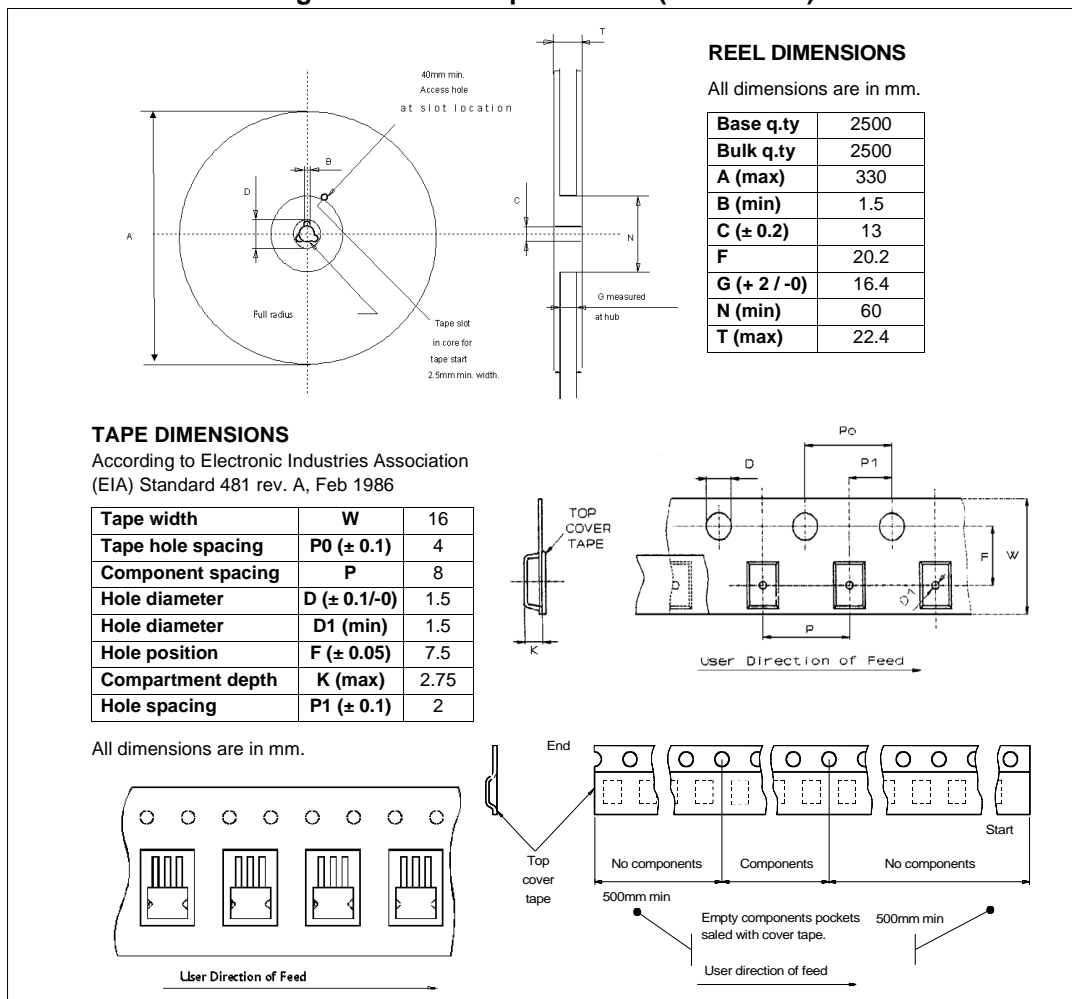 REEL DIMENSIONS
All dimensions are in mm.
Base q.ty 2500
Bulk q.ty 2500
A (max) 330
B (min) 1.5
C (± 0.2) 13
F 20.2
G (+ 2 / -0) 16.4
N (min) 60
T (max) 22.4
T
40mm min.
Access hole
at slot location
B
D
C
A
N
G measured
at hub
Full radius
Tape slot
in core for
tape start
2.5mm min. width.
TAPE DIMENSIONS
According to Electronic Industries Association
(EIA) Standard 481 rev. A, Feb 1986
Tape width W 16
Tape hole spacing P0 (± 0.1) 4
Component spacing P 8
Hole diameter D (± 0.1/-0) 1.5
Hole diameter D1 (min) 1.5
Hole position F (± 0.05) 7.5
Compartment depth K (max) 2.75
Hole spacing P1 (± 0.1) 2
All dimensions are in mm.
Po
D
P1
TOP
COVER
TAPE
F
W
D1
K
P
User Direction of Feed
End
Start
Top
cover
tape
No components
Components
No components
500mm min
Empty components pockets
saled with cover tape.
500mm min
User direction of feed
User Direction of Feed